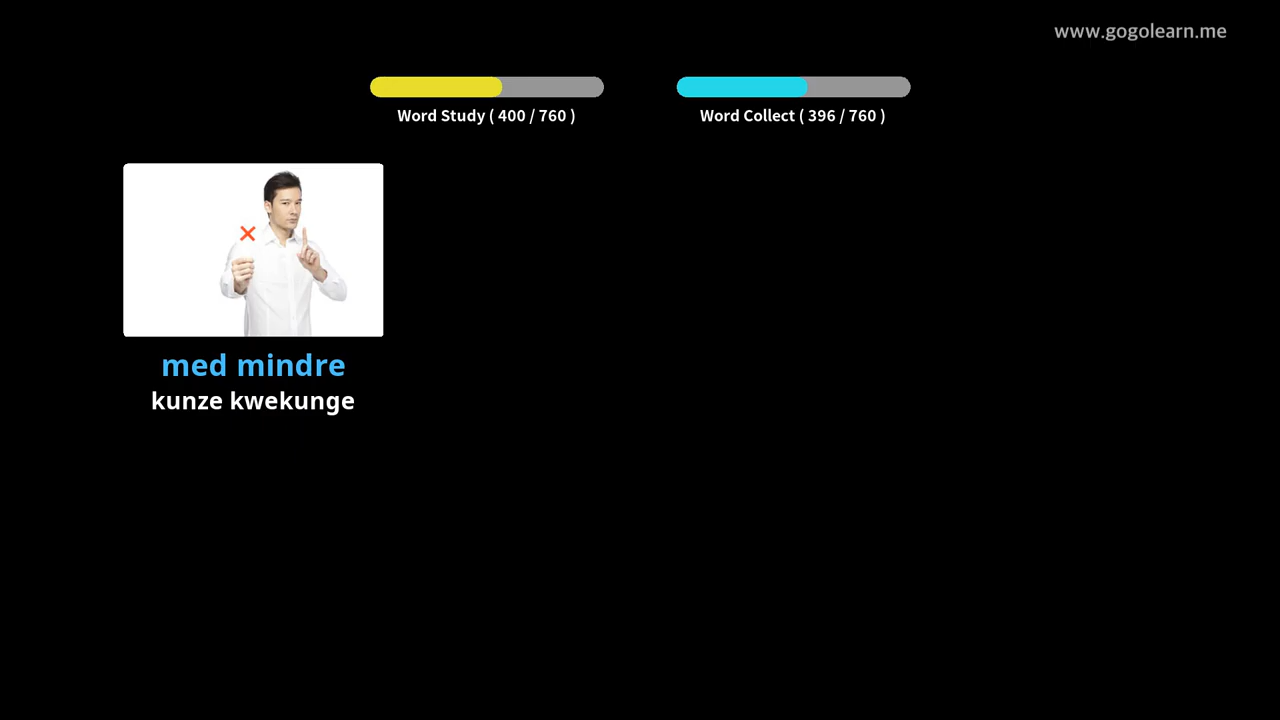 www.gogolearn.me
Word Study ( 400 / 760 )
Word Collect ( 396 / 760 )
med mindre
kunze kwekunge